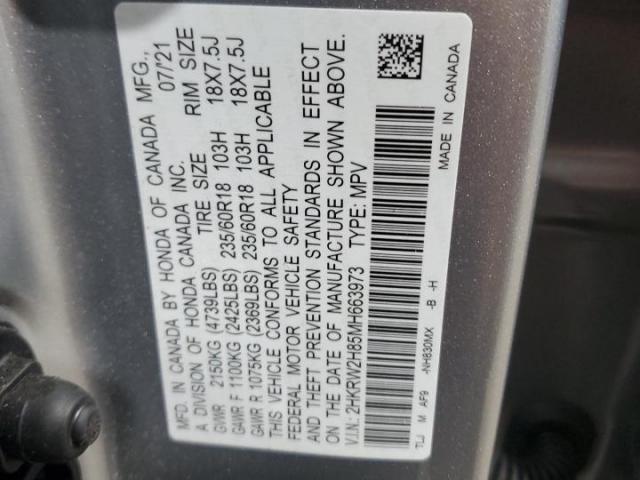 MFD. IN CANADA BY HONDA OF CANADA MFG.,
A DIVISION OF HONDA CANADA INC. 07/'21
TIRE SIZE RIM SIZE
GVWR 2150KG (4739LBS)
GAWR F 1100KG (2425LBS) 235/60R18 103H 18X7.5J
GAWR R 1075KG (2369LBS) 235/60R18 103H 18X7.5J
THIS VEHICLE CONFORMS TO ALL APPLICABLE
FEDERAL MOTOR VEHICLE SAFETY
AND THEFT PREVENTION STANDARDS IN EFFECT
ON THE DATE OF MANUFACTURE SHOWN ABOVE.
V.I.N: 2HKRW2H85MH663973 TYPE: MPV
TLJ M AF9 -NH830MX -B -H MADE IN CANADA